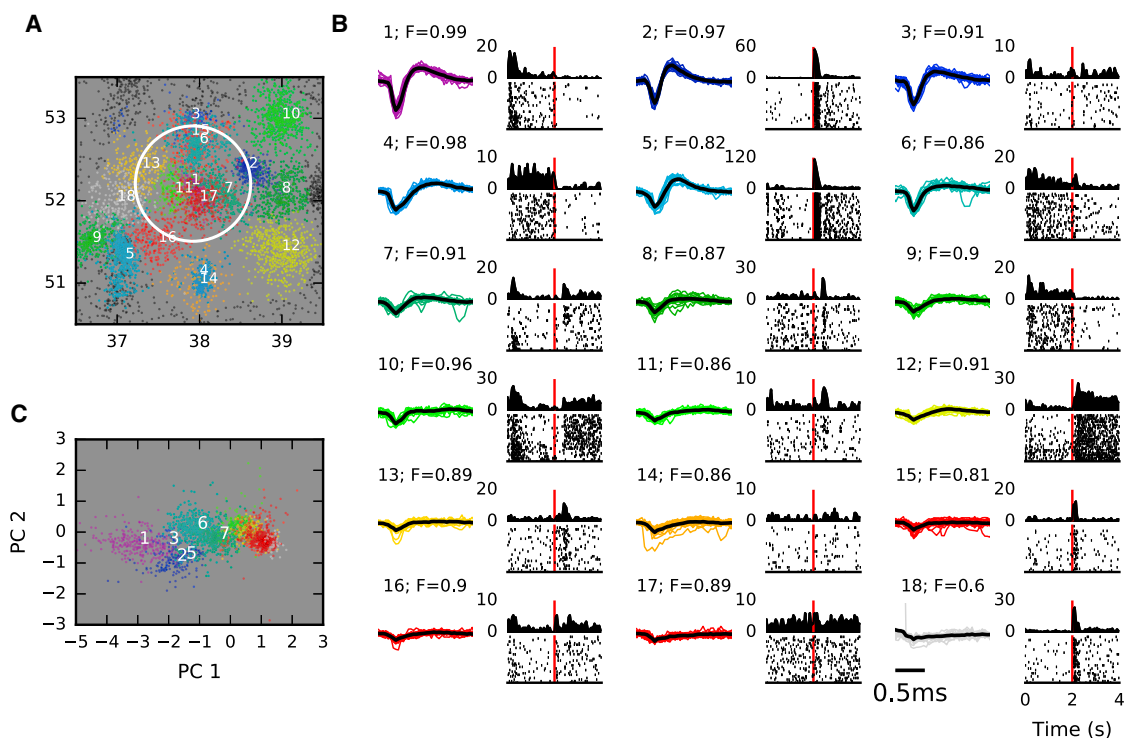 A
53
52
51
37 38 39
3
15
6
10
13
2
1
11
7
8
18
17
9
16
5
12
4
14
B
1; F=0.99
20
0
2; F=0.97
60
0
3; F=0.91
10
0
4; F=0.98
10
0
5; F=0.82
120
0
6; F=0.86
20
0
7; F=0.91
20
0
8; F=0.87
30
0
9; F=0.9
20
0
10; F=0.96
30
0
11; F=0.86
10
0
12; F=0.91
30
0
13; F=0.89
20
0
14; F=0.86
20
0
15; F=0.81
20
0
16; F=0.9
10
0
17; F=0.89
10
0
18; F=0.6
30
0
0.5ms
0 2 4
Time (s)
C
3
2
1
0
−1
−2
−3
−5 −4 −3 −2 −1 0 1 2 3
PC 1
PC 2
1
3
2
5
6
7